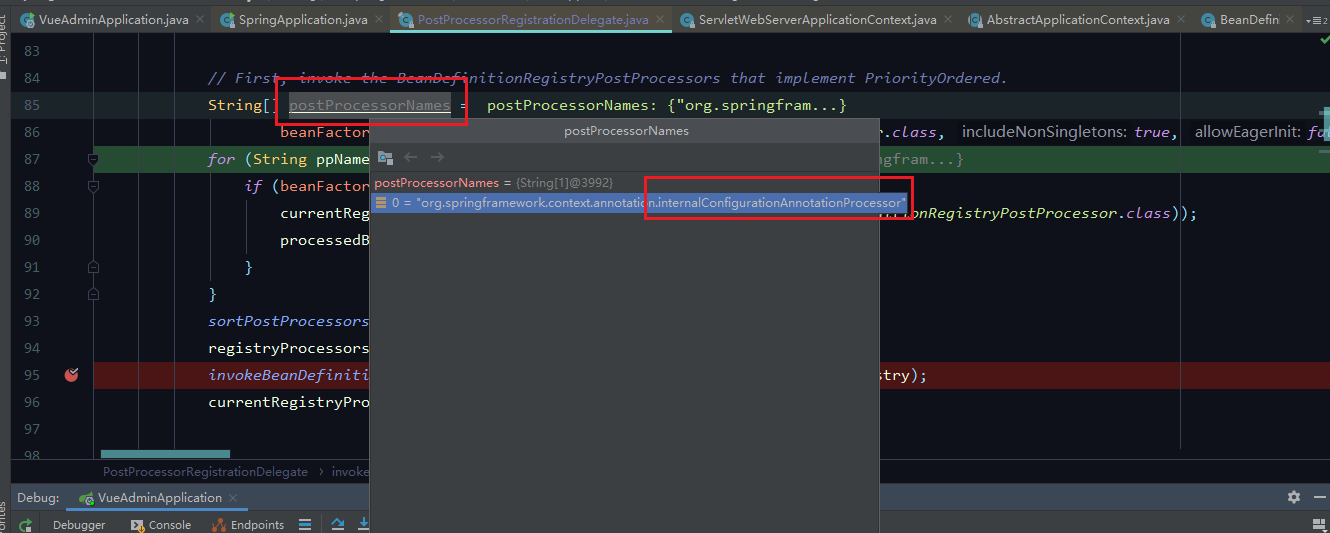 VueAdminApplication.java SpringApplication.java PostProcessorRegistrationDelegate.java ServletWebServerApplicationContext.java AbstractApplicationContext.java BeanDefini
1: Project
83
84 // First, invoke the BeanDefinitionRegistryPostProcessors that implement PriorityOrdered.
85 String[] postProcessorNames = postProcessorNames: {"org.springfram...}
postProcessorNames
86 beanFactor r.class, includeNonSingletons: true, allowEagerInit: fa
87 for (String ppName ingfram...}
postProcessorNames = {String[1]@3992}
88 if (beanFactor
0 = "org.springframework.context.annotation.internalConfigurationAnnotationProcessor"
89 currentReg tionRegistryPostProcessor.class));
90 processedB
91 }
92 }
93 sortPostProcessors
94 registryProcessors
95 invokeBeanDefiniti stry);
96 currentRegistryPro
97
98
PostProcessorRegistrationDelegate › invoke
Debug: VueAdminApplication
Debugger Console Endpoints